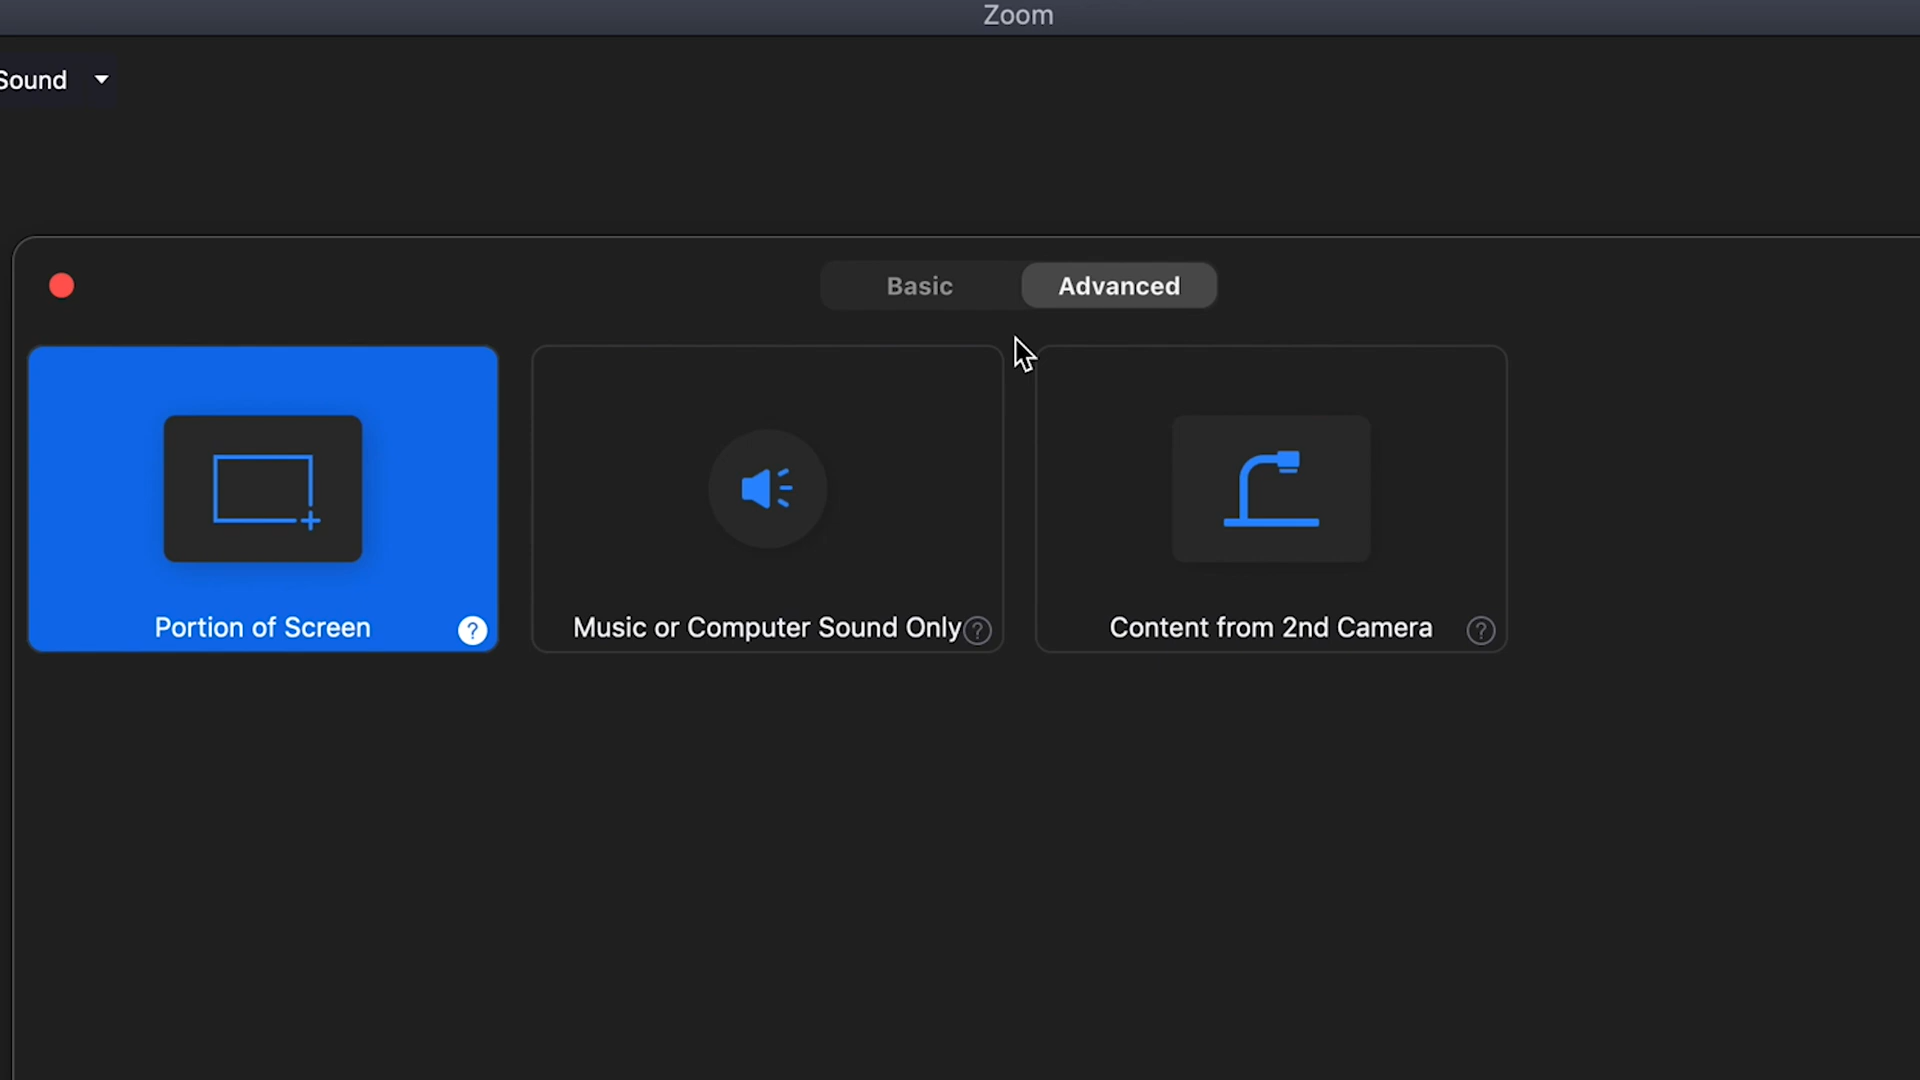 Zoom
Sound
Basic
Advanced
Portion of Screen ?
Music or Computer Sound Only ?
Content from 2nd Camera ?